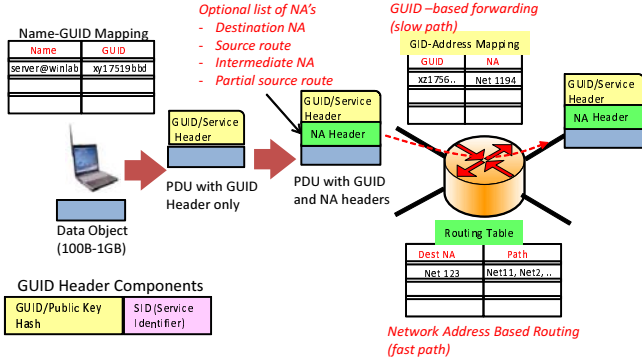 Name-GUID Mapping
Name GUID
server@winlab xy17519bbd
Optional list of NA's
- Destination NA
- Source route
- Intermediate NA
- Partial source route
GUID –based forwarding
(slow path)
GID-Address Mapping
GUID NA
xz1756.. Net 1194
GUID/Service
Header
GUID/Service
Header
NA Header
GUID/Service
Header
NA Header
PDU with GUID
Header only
PDU with GUID
and NA headers
Data Object
(100B-1GB)
Routing Table
Dest NA Path
Net 123 Net11, Net2, ..
GUID Header Components
GUID/Public Key
Hash
SID (Service
Identifier)
Network Address Based Routing
(fast path)